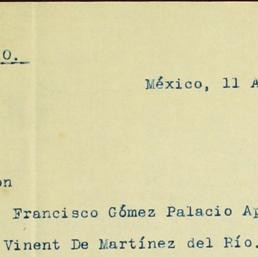 O.
México, 11 A
on
Francisco Gómez Palacio Ap
Vinent De Martínez del Río.